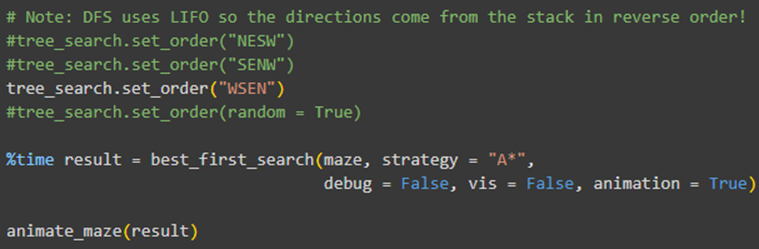 # Note: DFS uses LIFO so the directions come from the stack in reverse order!
#tree_search.set_order("NESW")
#tree_search.set_order("SENW")
tree_search.set_order("WSEN")
#tree_search.set_order(random = True)
%time result = best_first_search(maze, strategy = "A*",
debug = False, vis = False, animation = True)
animate_maze(result)